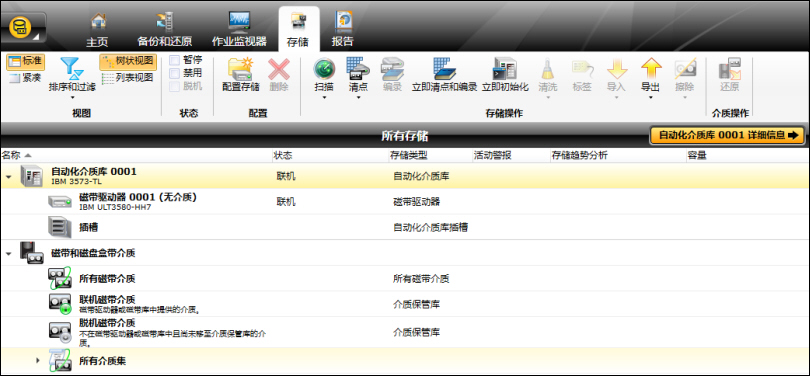 主页
备份和还原
作业监视器
存储
报告
标准
紧凑
排序和过滤
树状视图
列表视图
视图
暂停
禁用
脱机
状态
配置存储
删除
配置
扫描
清点
编录
立即清点和编录
立即初始化
清洗
标签
导入
导出
擦除
存储操作
还原
介质操作
所有存储
自动化介质库 0001 详细信息
名称 状态 存储类型 活动警报 存储趋势分析 容量
自动化介质库 0001 联机 自动化介质库
IBM 3573-TL
磁带驱动器 0001 (无介质) 联机 磁带驱动器
IBM ULT3580-HH7
插槽 自动化介质库插槽
磁带和磁盘盒带介质
所有磁带介质 所有磁带介质
联机磁带介质 介质保管库
磁带驱动器或磁带库中提供的介质。
脱机磁带介质 介质保管库
不在磁带驱动器或磁带库中且尚未移至介质保管库的介
质。
所有介质集